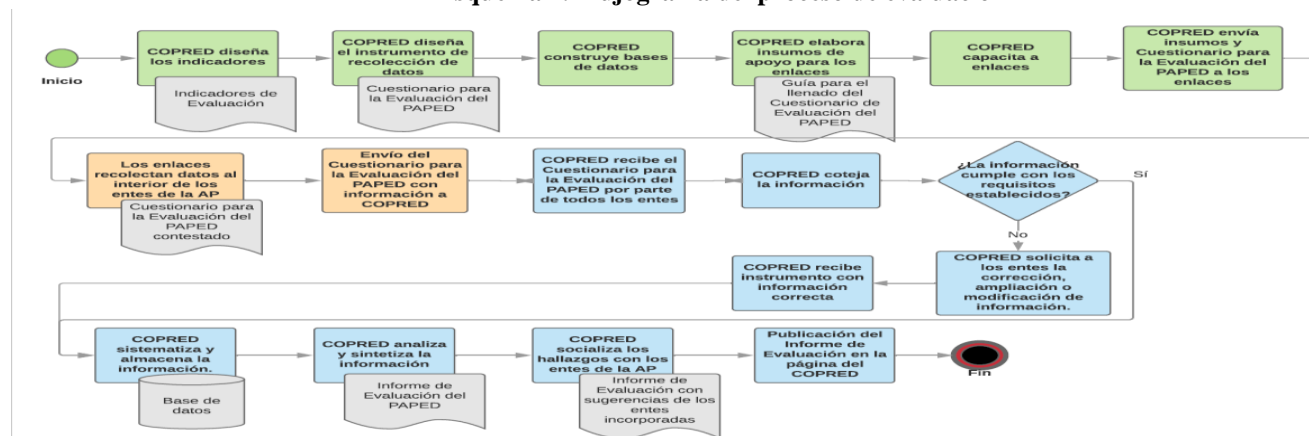 Inicio
COPRED diseña
los indicadores
Indicadores de
Evaluación
COPRED diseña
el instrumento de
recolección de
datos
Cuestionario para
la Evaluación del
PAPED
COPRED
construye bases
de datos
COPRED elabora
insumos de
apoyo para los
enlaces
Guía para el
llenado del
Cuestionario de
Evaluación del
PAPED
COPRED
capacita a
enlaces
COPRED envía
insumos y
Cuestionario para
la Evaluación del
PAPED a los
enlaces
Los enlaces
recolectan datos al
interior de los
entes de la AP
Cuestionario para
la Evaluación del
PAPED
contestado
Envío del
Cuestionario para
la Evaluación del
PAPED con
información a
COPRED
COPRED recibe el
Cuestionario para
la Evaluación del
PAPED por parte
de todos los entes
COPRED coteja la
información
¿La información
cumple con los
requisitos
establecidos?
Sí
No
COPRED solicita a
los entes la
corrección,
ampliación o
modificación de
información.
COPRED recibe
instrumento con
información
correcta
COPRED
sistematiza y
almacena la
información.
Base de
datos
COPRED analiza
y sintetiza la
información
Informe de
Evaluación del
PAPED
COPRED
socializa los
hallazgos con los
entes de la AP
Informe de
Evaluación con
sugerencias de los
entes
incorporadas
Publicación del
Informe de
Evaluación en la
página del
COPRED
Fin